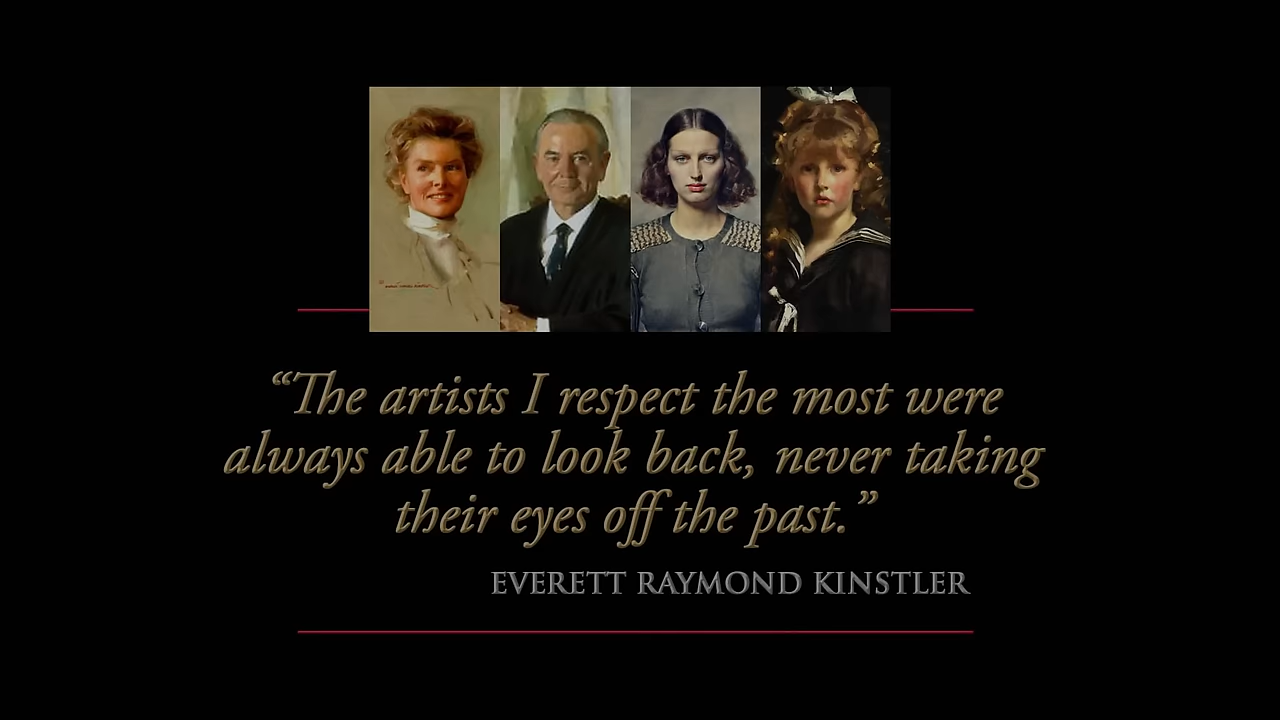 “The artists I respect the most were
always able to look back, never taking
their eyes off the past.”
EVERETT RAYMOND KINSTLER